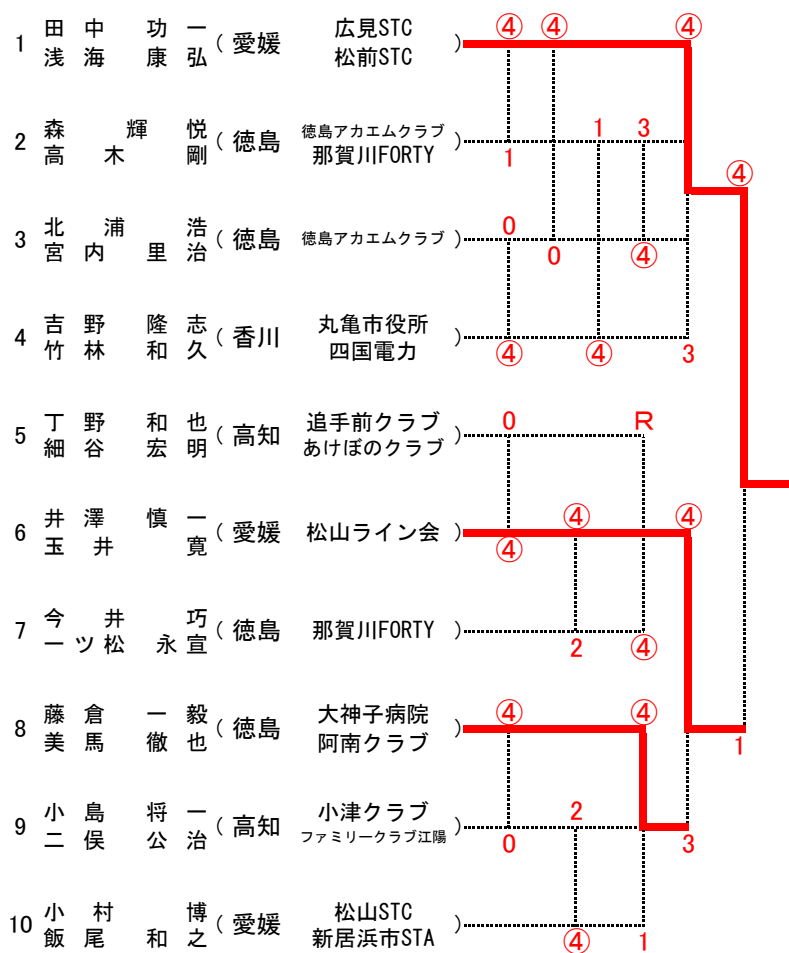 ④ ④ ④
田中 功一 広見STC
1 (愛媛 )
浅海 康弘 松前STC
森 輝悦 徳島アカエムクラブ 1 3
2 (徳島 )
高木 剛 那賀川FORTY 1
④
北浦 浩 0
3 (徳島 徳島アカエムクラブ )
宮内 里治 0 ④
吉野 隆志 丸亀市役所
4 (香川 )
竹林 和久 四国電力 ④ ④ 3
丁野 和也 追手前クラブ 0 R
5 (高知 )
細谷 宏明 あけぼのクラブ
井澤 慎一 ④ ④
6 (愛媛 松山ライン会 )
玉井 寛 ④
今井 巧
7 (徳島 那賀川FORTY )
一ツ松 永宣 2 ④
藤倉 一毅 大神子病院 ④ ④
8 (徳島 )
美馬 徹也 阿南クラブ 1
小島 将一 小津クラブ 2
9 (高知 )
二俣 公治 ファミリークラブ江陽 0 3
小村 博 松山STC
10 (愛媛 )
飯尾 和之 新居浜市STA ④ 1